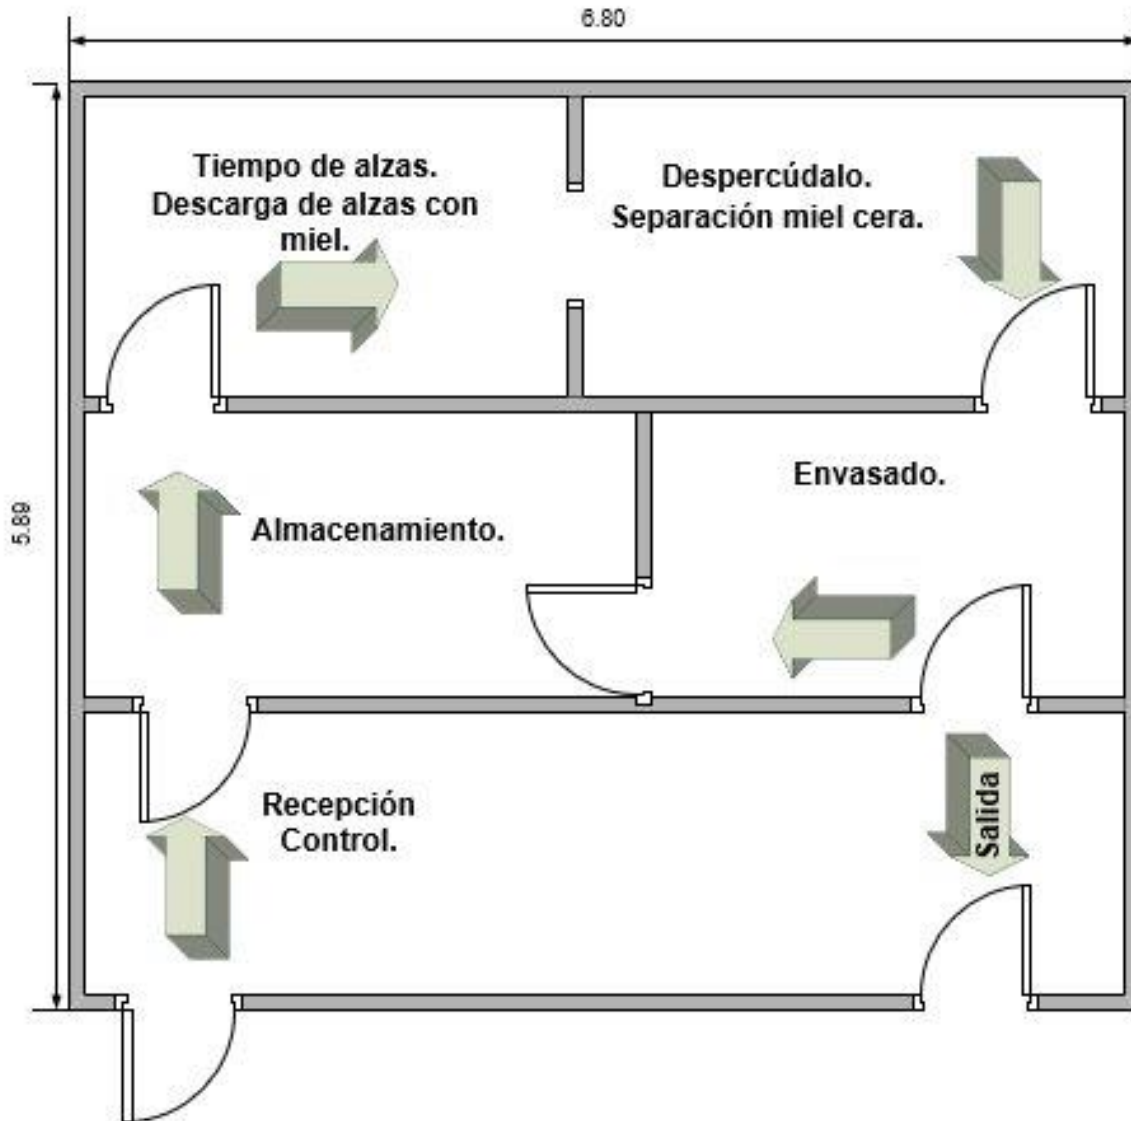 6.80
Tiempo de alzas.
Descarga de alzas con
miel.
Despercúdalo.
Separación miel cera.
5.89
Almacenamiento.
Envasado.
Recepción
Control.
Salida